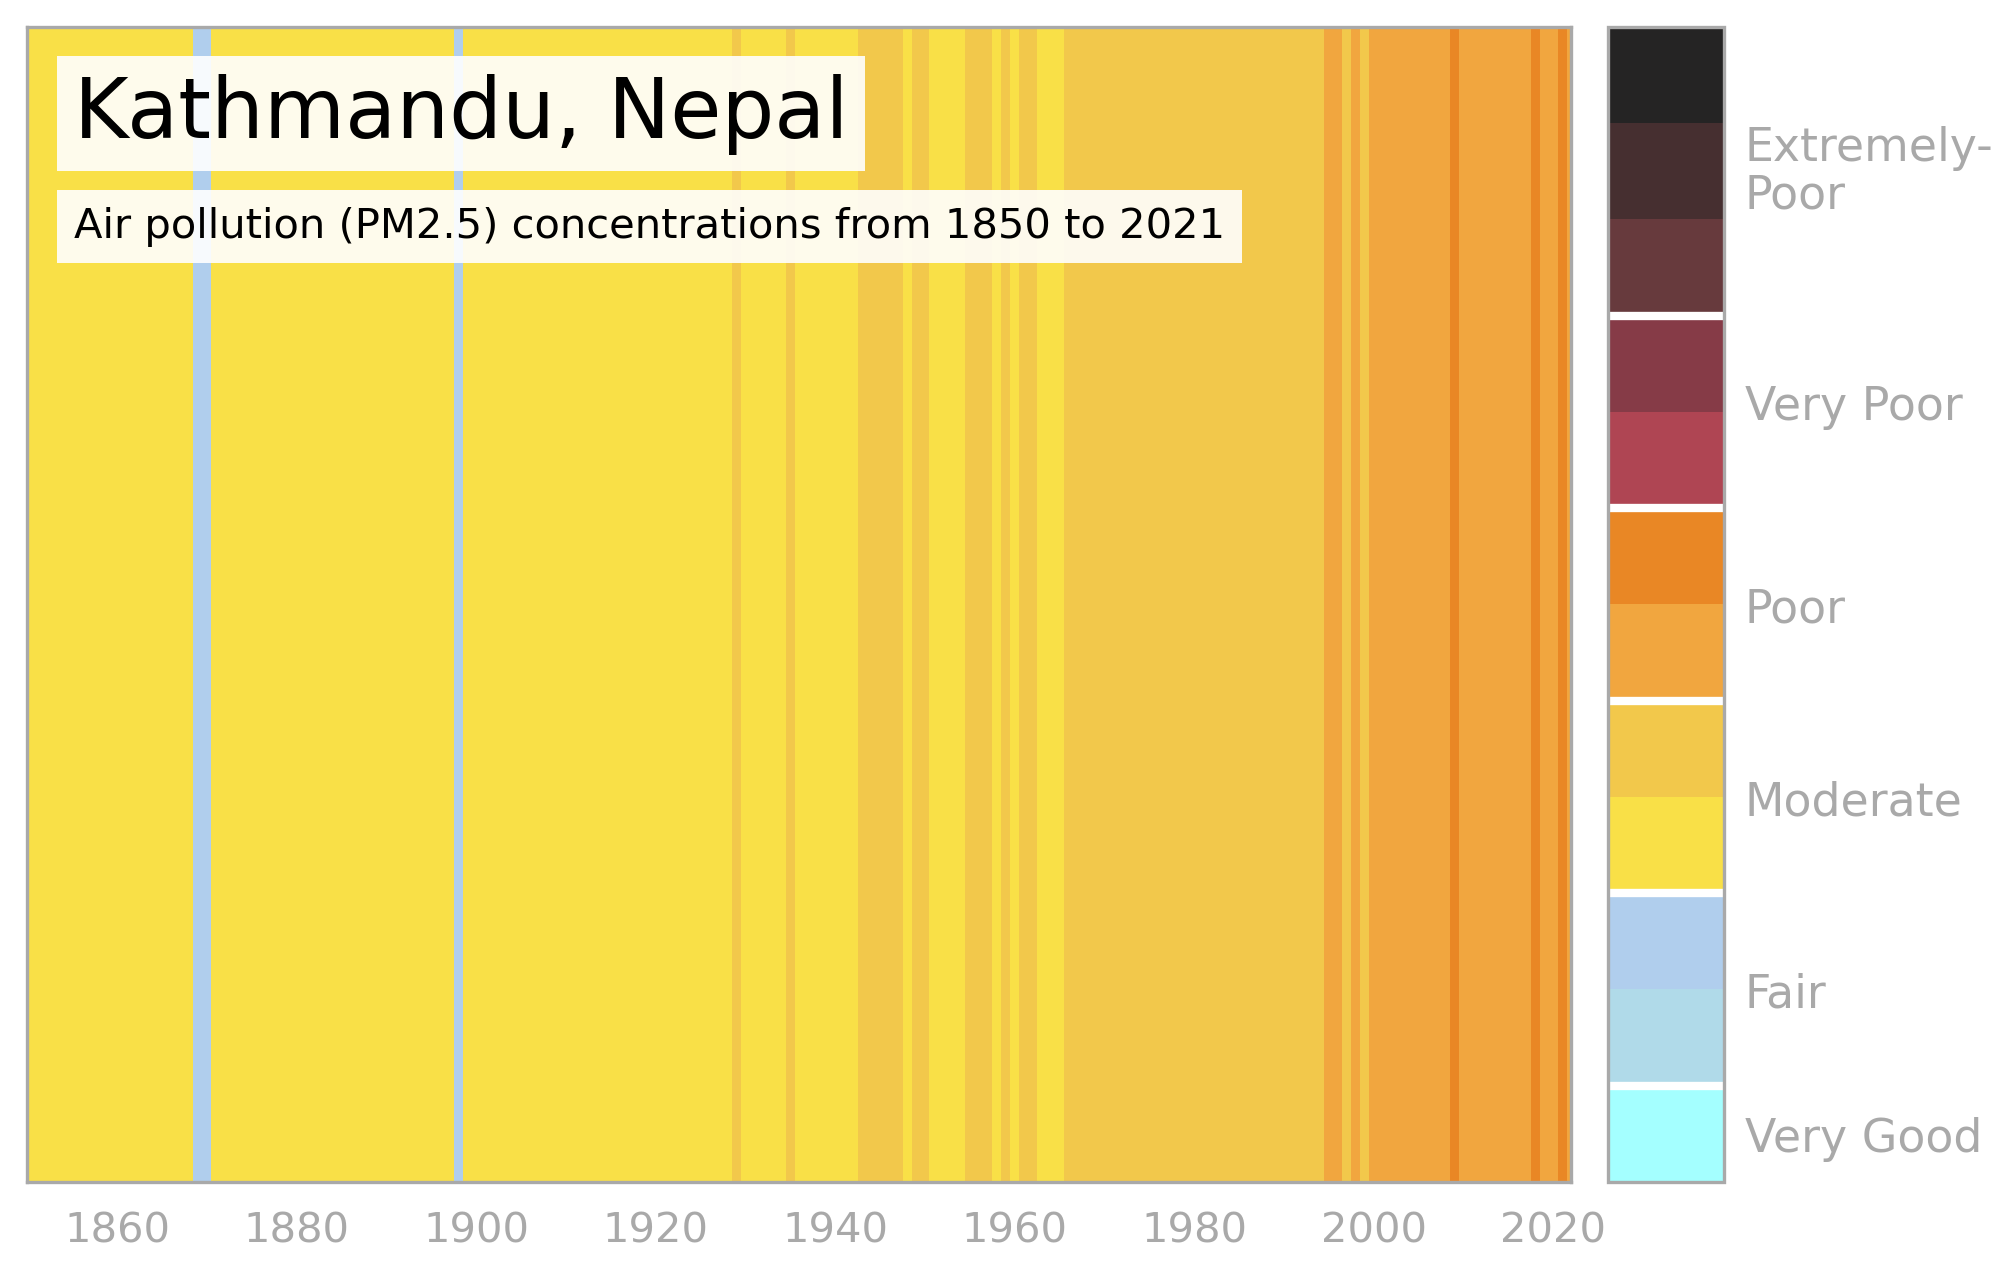 Kathmandu, Nepal
Air pollution (PM2.5) concentrations from 1850 to 2021
Extremely-
Poor
Very Poor
Poor
Moderate
Fair
Very Good
1860 1880 1900 1920 1940 1960 1980 2000 2020